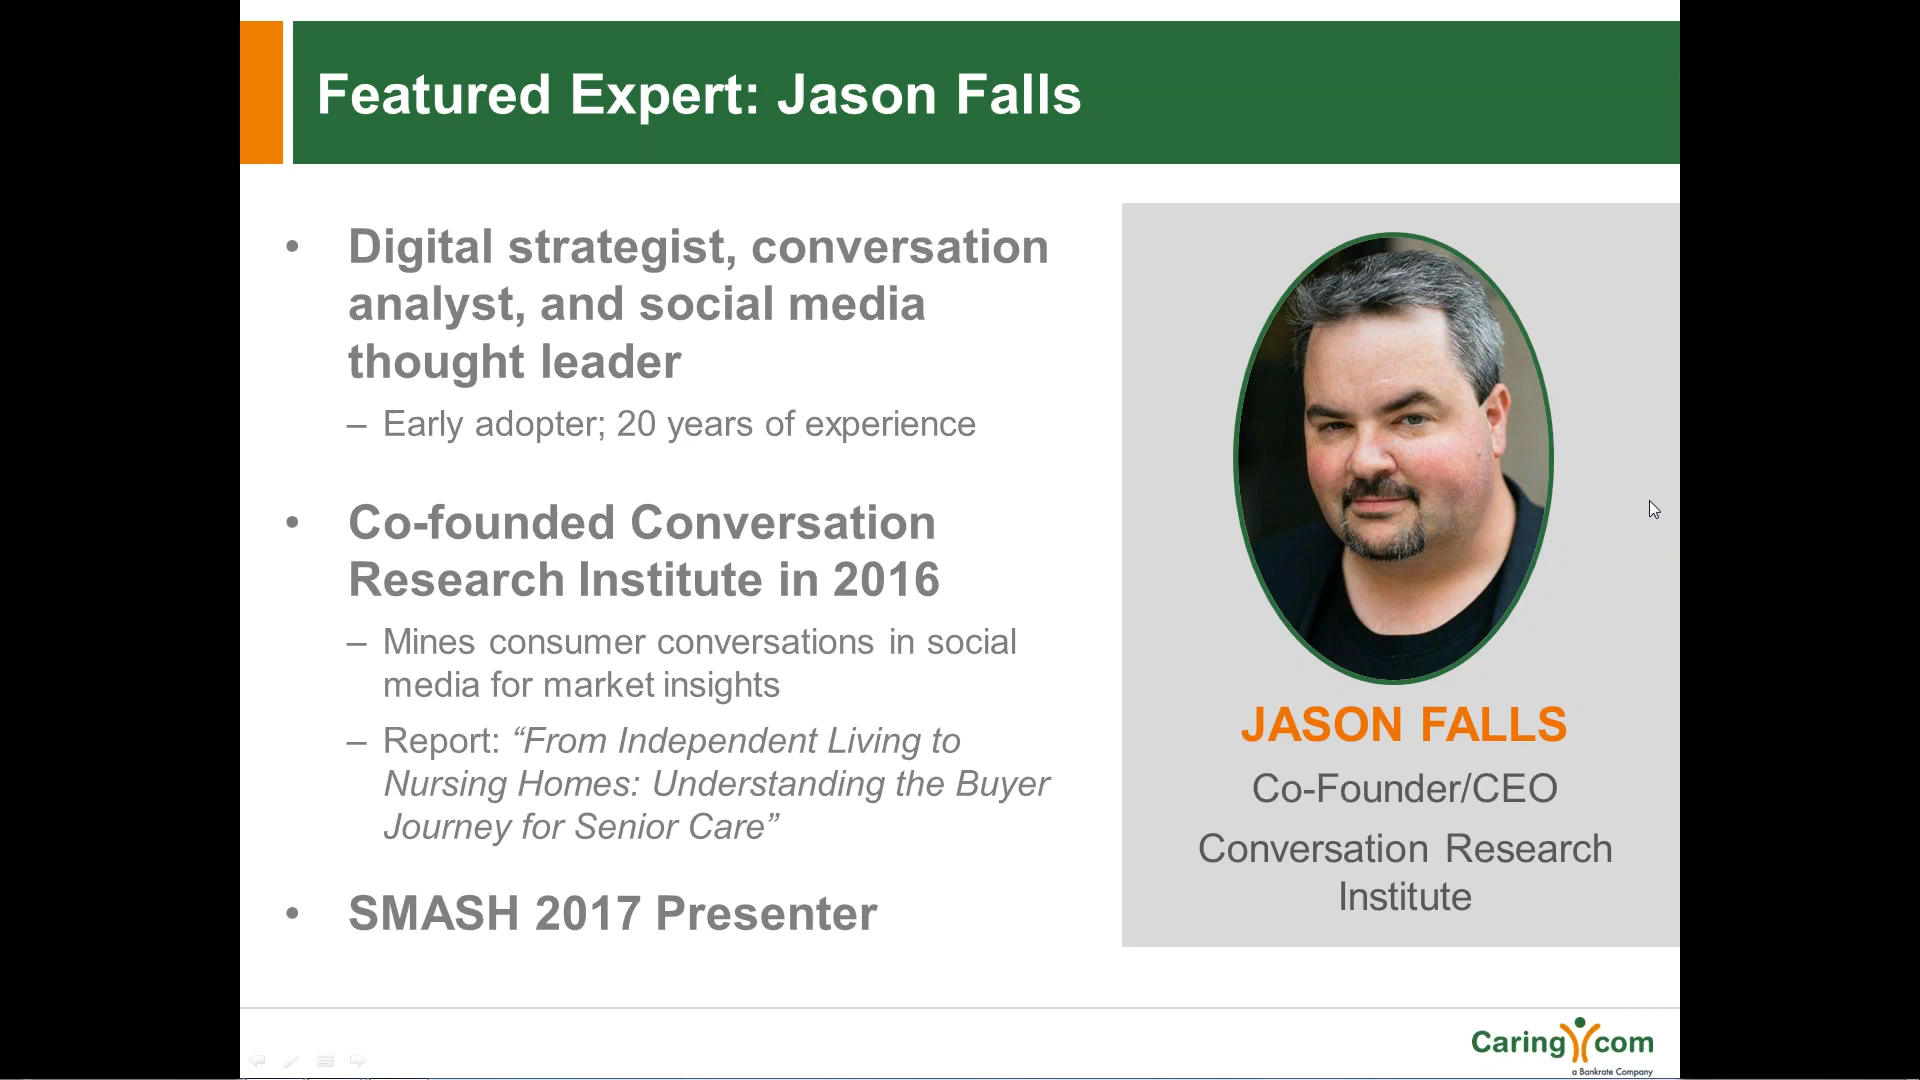 Featured Expert: Jason Falls
• Digital strategist, conversation
analyst, and social media
thought leader
– Early adopter; 20 years of experience
• Co-founded Conversation
Research Institute in 2016
– Mines consumer conversations in social
media for market insights
– Report: “From Independent Living to
Nursing Homes: Understanding the Buyer
Journey for Senior Care”
• SMASH 2017 Presenter
JASON FALLS
Co-Founder/CEO
Conversation Research
Institute
Caring com
a Bankrate Company